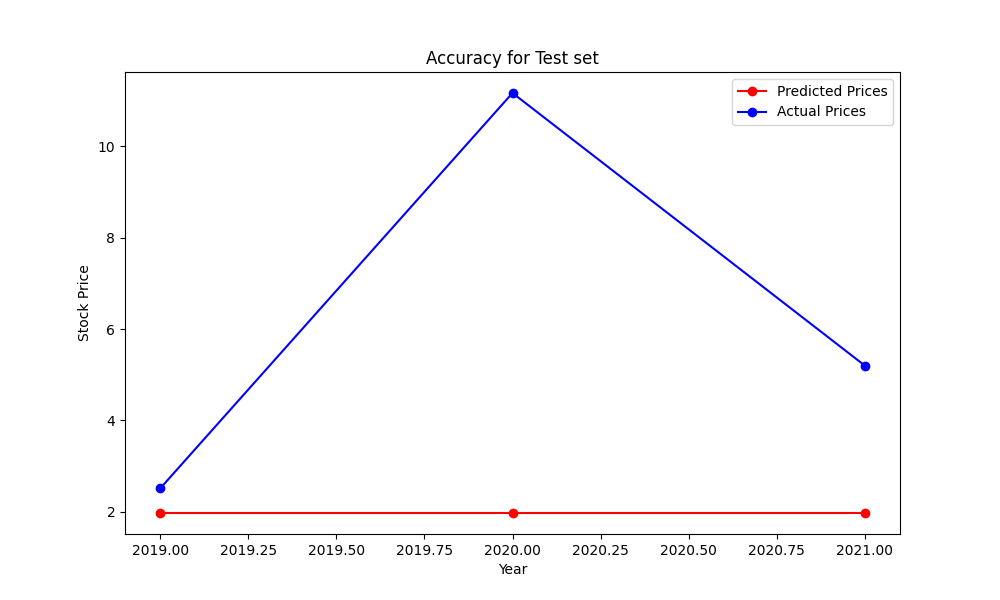 Accuracy for Test set
Predicted Prices
Actual Prices
Stock Price
10
8
6
4
2
2019.00 2019.25 2019.50 2019.75 2020.00 2020.25 2020.50 2020.75 2021.00
Year